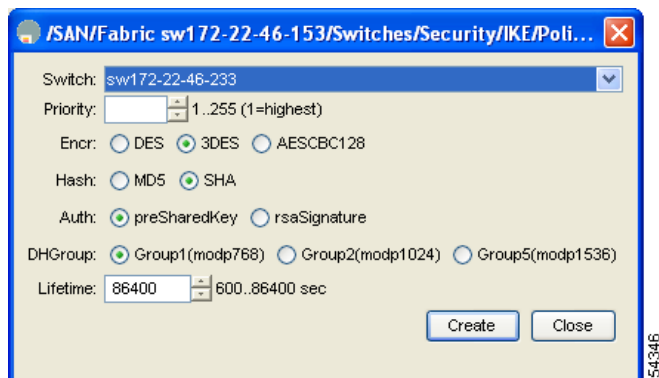 /SAN/Fabric sw172-22-46-153/Switches/Security/IKE/Poli...
Switch: sw172-22-46-233
Priority: 1..255 (1=highest)
Encr: DES 3DES AESCBC128
Hash: MD5 SHA
Auth: preSharedKey rsaSignature
DHGroup: Group1(modp768) Group2(modp1024) Group5(modp1536)
Lifetime: 86400 600..86400 sec
Create Close
54346